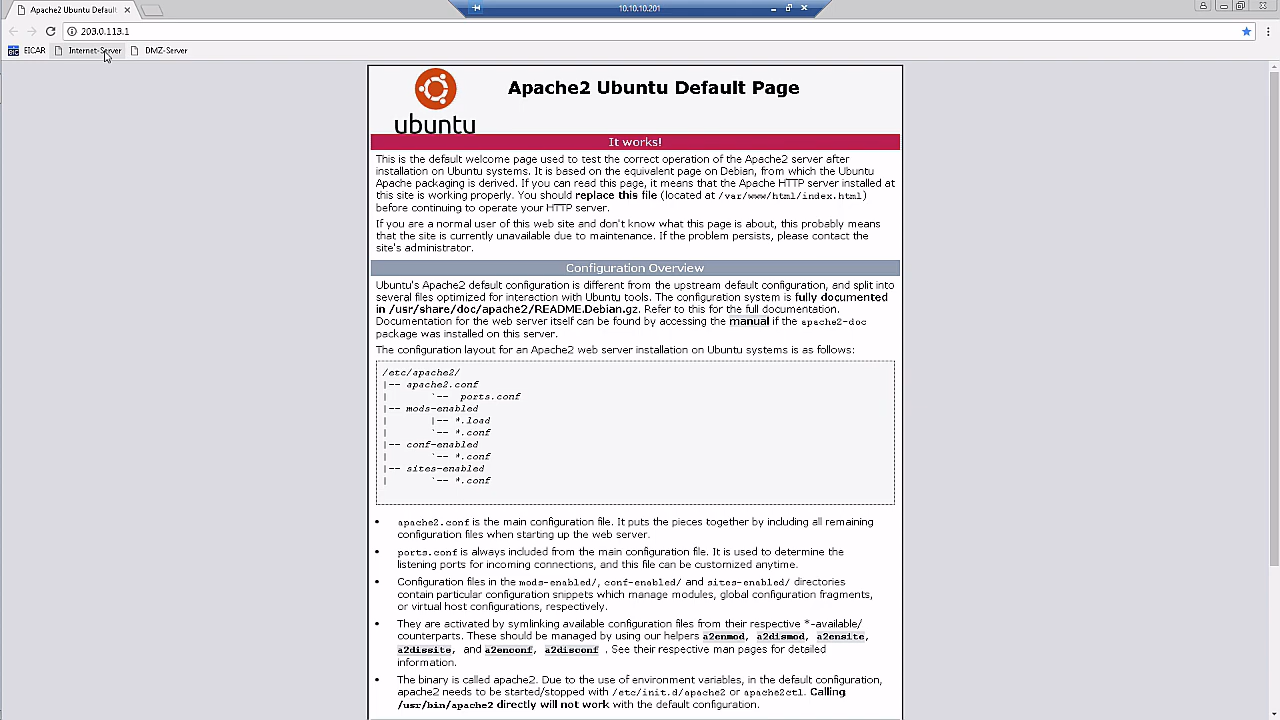 Apache2 Ubuntu Default
10.10.10.201
203.0.113.1
EICAR Internet-Server DMZ-Server
ubuntu
Apache2 Ubuntu Default Page
It works!
This is the default welcome page used to test the correct operation of the Apache2 server after
installation on Ubuntu systems. It is based on the equivalent page on Debian, from which the Ubuntu
Apache packaging is derived. If you can read this page, it means that the Apache HTTP server installed at
this site is working properly. You should replace this file (located at /var/www/html/index.html)
before continuing to operate your HTTP server.
If you are a normal user of this web site and don't know what this page is about, this probably means
that the site is currently unavailable due to maintenance. If the problem persists, please contact the
site's administrator.
Configuration Overview
Ubuntu's Apache2 default configuration is different from the upstream default configuration, and split into
several files optimized for interaction with Ubuntu tools. The configuration system is fully documented
in /usr/share/doc/apache2/README.Debian.gz. Refer to this for the full documentation.
Documentation for the web server itself can be found by accessing the manual if the apache2-doc
package was installed on this server.
The configuration layout for an Apache2 web server installation on Ubuntu systems is as follows:
/etc/apache2/
|-- apache2.conf
|       `-- ports.conf
|-- mods-enabled
|       |-- *.load
|       `-- *.conf
|-- conf-enabled
|       `-- *.conf
|-- sites-enabled
|       `-- *.conf
• apache2.conf is the main configuration file. It puts the pieces together by including all remaining
configuration files when starting up the web server.
• ports.conf is always included from the main configuration file. It is used to determine the
listening ports for incoming connections, and this file can be customized anytime.
• Configuration files in the mods-enabled/, conf-enabled/ and sites-enabled/ directories
contain particular configuration snippets which manage modules, global configuration fragments,
or virtual host configurations, respectively.
• They are activated by symlinking available configuration files from their respective *-available/
counterparts. These should be managed by using our helpers a2enmod, a2dismod, a2ensite,
a2dissite, and a2enconf, a2disconf . See their respective man pages for detailed
information.
• The binary is called apache2. Due to the use of environment variables, in the default configuration,
apache2 needs to be started/stopped with /etc/init.d/apache2 or apache2ctl. Calling
/usr/bin/apache2 directly will not work with the default configuration.